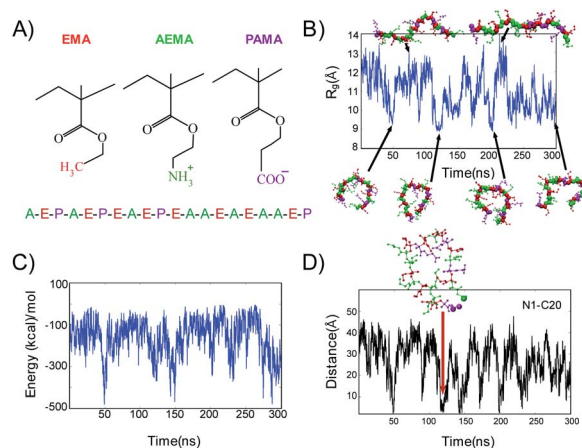 A)
EMA
AEMA
PAMA
O
O
O
O
O
O
H₃C
NH₃⁺
COO⁻
A-E-P-A-E-P-E-A-E-P-E-A-A-E-A-E-A-A-E-P
B)
Rg(Å)
14
13
12
11
10
9
8
50 100 150 200 250 300
Time(ns)
C)
Energy (kcal)/mol)
100
-100
-300
-500
0 50 100 150 200 250 300
Time(ns)
D)
N1-C20
Distance(Å)
50
40
30
20
10
50 100 150 200 250 300
Time(ns)